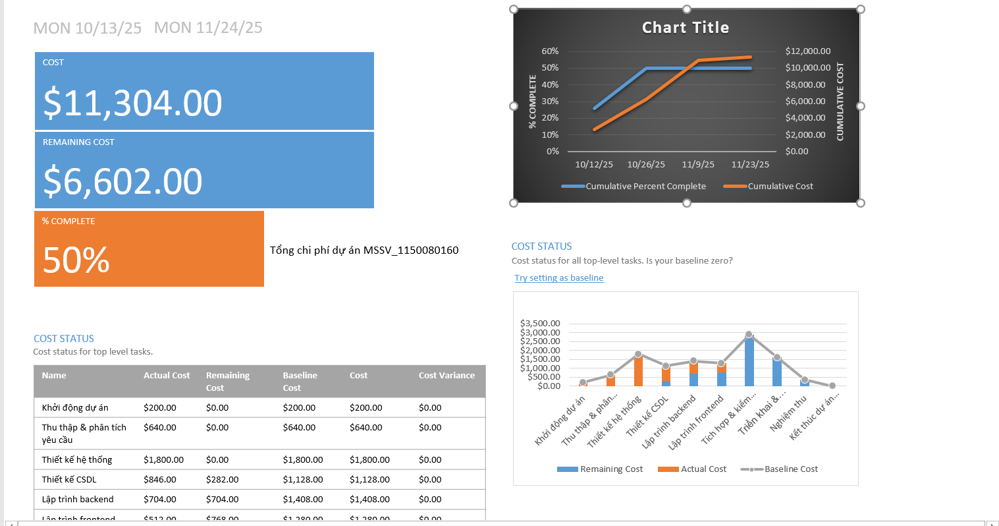 MON 10/13/25 MON 11/24/25
COST
$11,304.00
REMAINING COST
$6,602.00
% COMPLETE
50%
Tổng chi phí dự án MSSV_1150080160
COST STATUS
Cost status for top level tasks.
Name Actual Cost Remaining Cost Baseline Cost Cost Cost Variance
Khởi động dự án $200.00 $0.00 $200.00 $200.00 $0.00
Thu thập & phân tích yêu cầu $640.00 $0.00 $640.00 $640.00 $0.00
Thiết kế hệ thống $1,800.00 $0.00 $1,800.00 $1,800.00 $0.00
Thiết kế CSDL $846.00 $282.00 $1,128.00 $1,128.00 $0.00
Lập trình backend $704.00 $704.00 $1,408.00 $1,408.00 $0.00
Lập trình frontend $512.00 $768.00 $1,280.00 $1,280.00 $0.00
Chart Title
% COMPLETE
60%
50%
40%
30%
20%
10%
0%
$12,000.00
$10,000.00
$8,000.00
$6,000.00
$4,000.00
$2,000.00
$0.00
CUMULATIVE COST
10/12/25 10/26/25 11/9/25 11/23/25
Cumulative Percent Complete Cumulative Cost
COST STATUS
Cost status for all top-level tasks. Is your baseline zero?
Try setting as baseline
$3,500.00
$3,000.00
$2,500.00
$2,000.00
$1,500.00
$1,000.00
$500.00
$0.00
Khởi động dự án
Thu thập & phân...
Thiết kế hệ thống
Thiết kế CSDL
Lập trình backend
Lập trình frontend
Tích hợp & kiểm...
Triển khai &...
Nghiệm thu
Kết thúc dự án...
Remaining Cost Actual Cost Baseline Cost